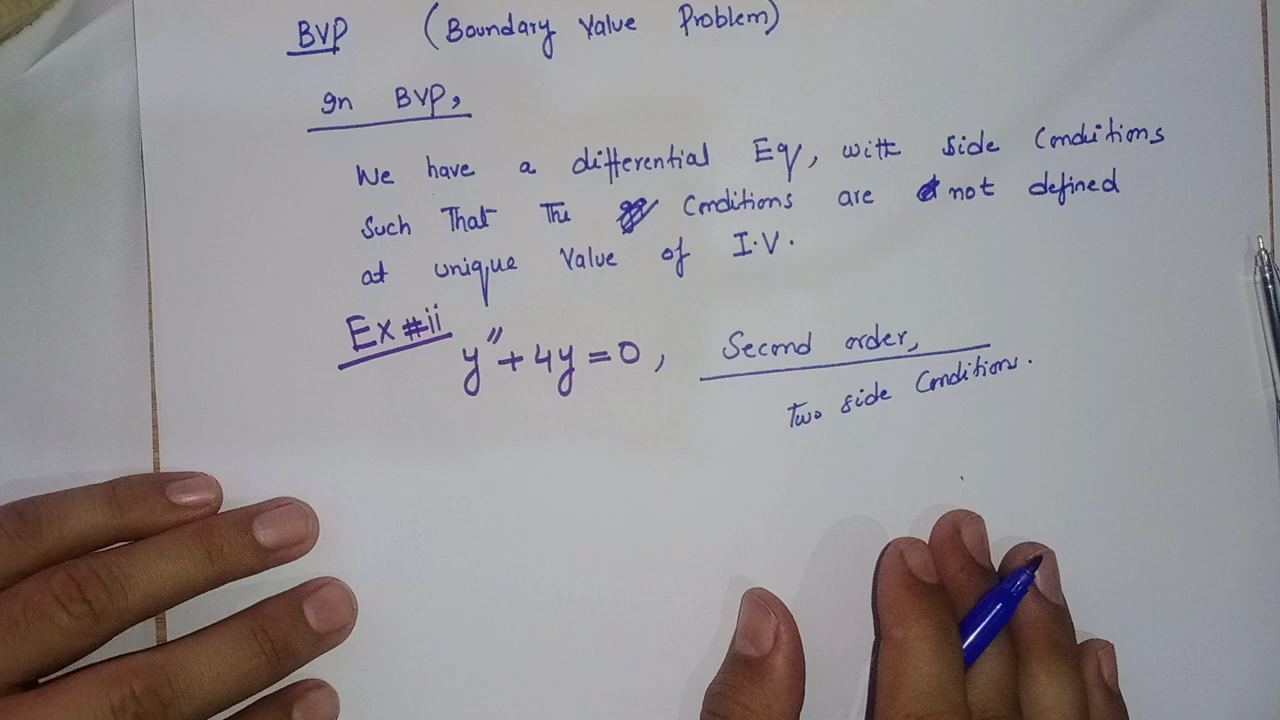 BVP (Boundary Value Problem)
In BVP,
We have a differential Eq, with side Conditions
Such That The Conditions are not defined
at unique Value of I.V.
Ex #ii
y" + 4y = 0, Second order,
Two side Conditions.